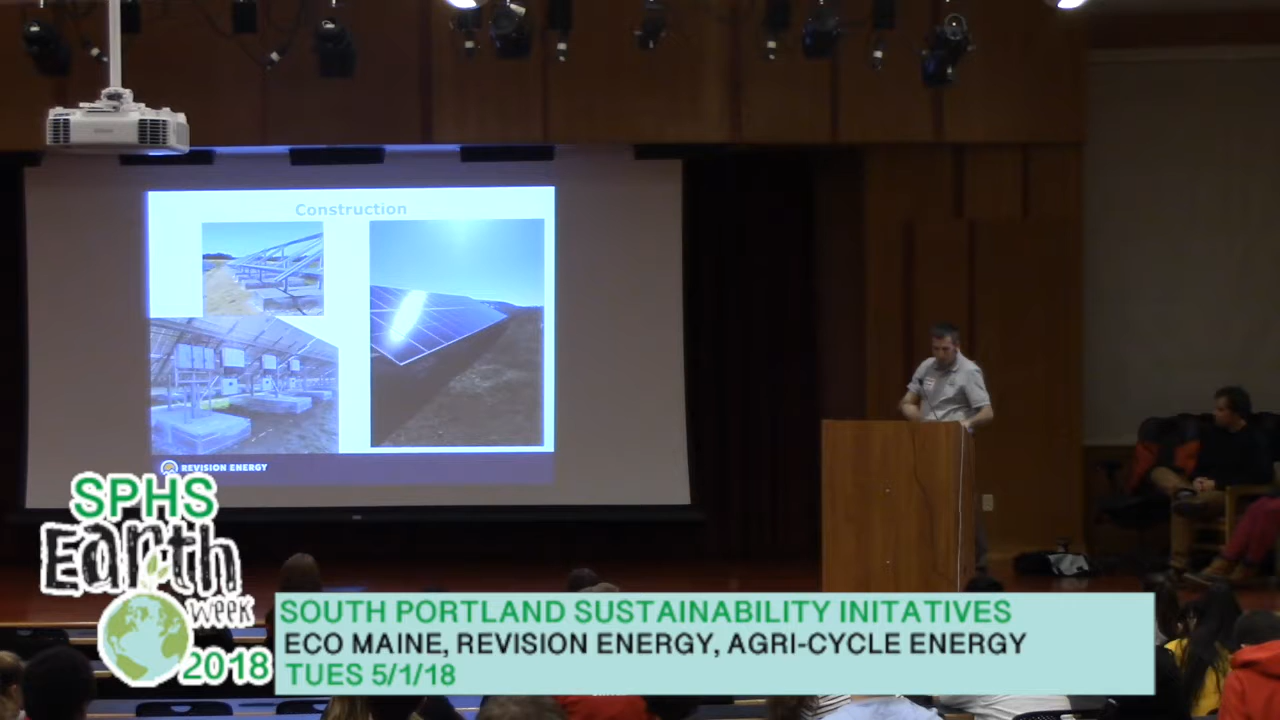 Construction
REVISION ENERGY
SPHS
Earth
week
2018
SOUTH PORTLAND SUSTAINABILITY INITATIVES
ECO MAINE, REVISION ENERGY, AGRI-CYCLE ENERGY
TUES 5/1/18